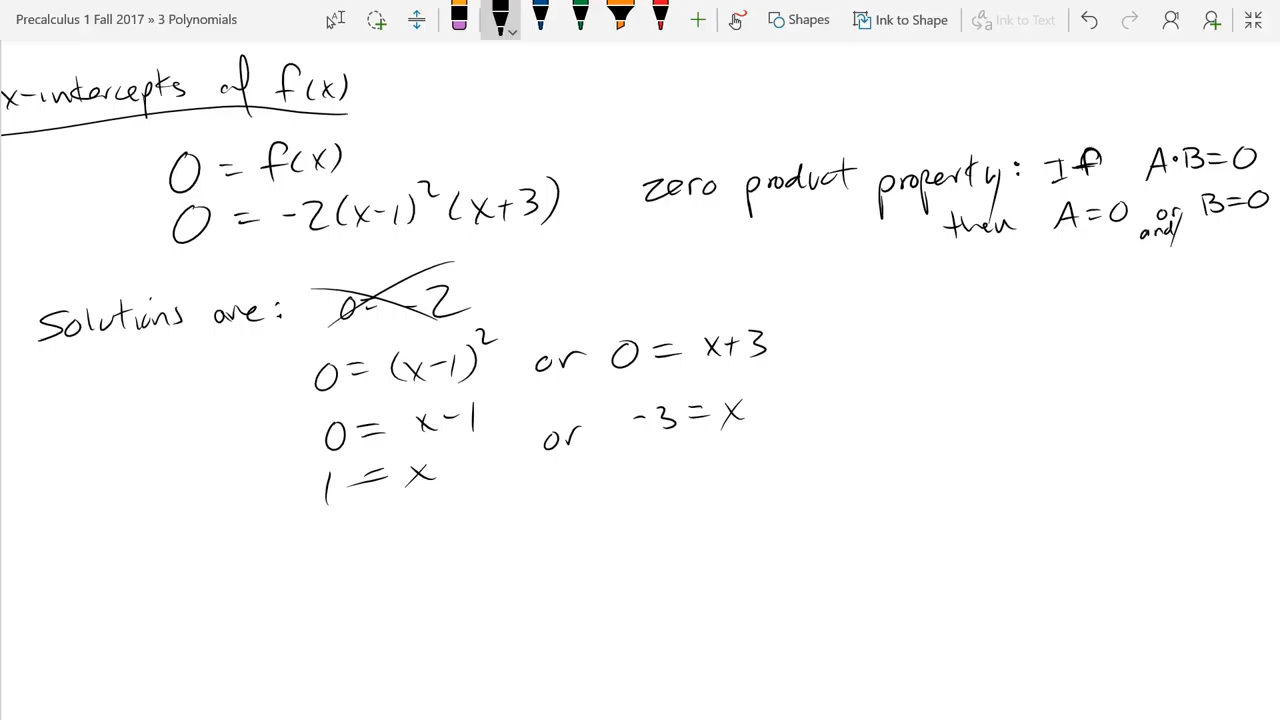 Precalculus 1 Fall 2017 » 3 Polynomials
Shapes
Ink to Shape
Ink to Text
x-intercepts of f(x)
0 = f(x)
0 = -2(x-1)²(x+3)
zero product property: If A·B=0
then A=0 or and/ B=0
Solutions are: 0=-2
0=(x-1)² or 0=x+3
0= x-1 or -3=x
1=x